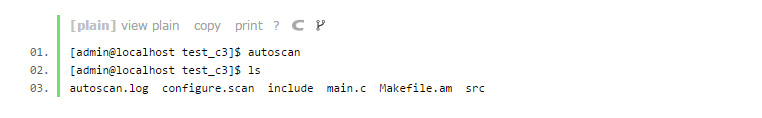 [plain] view plain copy print ?
01. [admin@localhost test_c3]$ autoscan
02. [admin@localhost test_c3]$ ls
03. autoscan.log configure.scan include main.c Makefile.am src